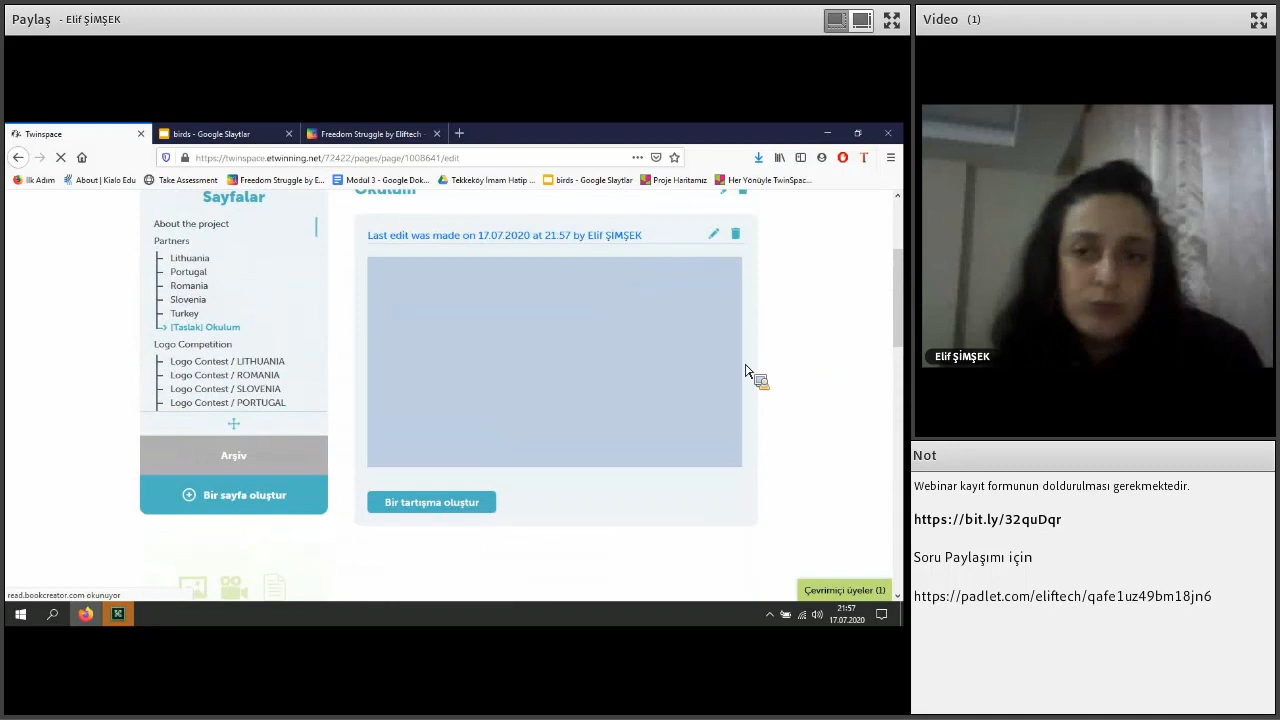 Paylaş - Elif ŞİMŞEK
Twinspace
birds - Google Slaytlar
Freedom Struggle by Eliftech -
https://twinspace.etwinning.net/72422/pages/page/1008641/edit
İlk Adım
About | Kialo Edu
Take Assessment
Freedom Struggle by E...
Modül 3 - Google Dok...
Tekkeköy İmam Hatip ...
birds - Google Slaytlar
Proje Haritamız
Her Yönüyle TwinSpac...
Sayfalar
About the project
Partners
Lithuania
Portugal
Romania
Slovenia
Turkey
[Taslak] Okulum
Logo Competition
Logo Contest / LITHUANIA
Logo Contest / ROMANIA
Logo Contest / SLOVENIA
Logo Contest / PORTUGAL
Arşiv
Bir sayfa oluştur
Okulum
Last edit was made on 17.07.2020 at 21:57 by Elif ŞİMŞEK
Bir tartışma oluştur
Çevrimiçi üyeler (1)
read.bookcreator.com okunuyor
21:57
17.07.2020
Video (1)
Elif ŞİMŞEK
Not
Webinar kayıt formunun doldurulması gerekmektedir.
https://bit.ly/32quDqr
Soru Paylaşımı için
https://padlet.com/eliftech/qafe1uz49bm18jn6